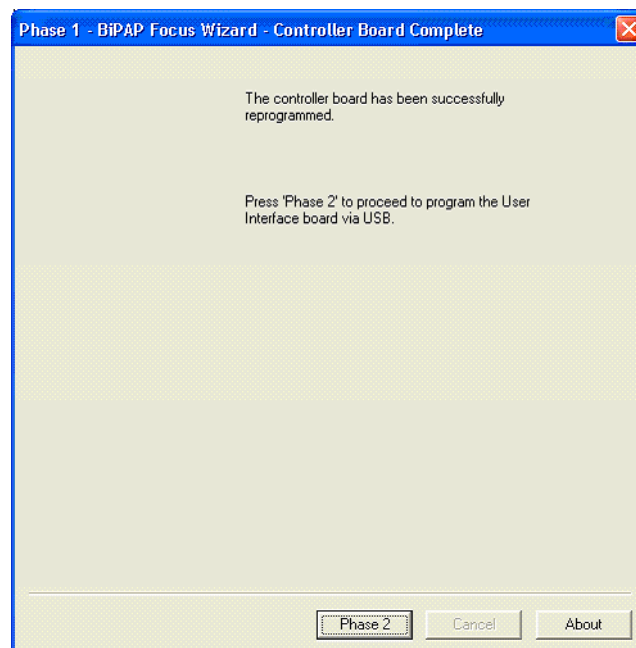 Phase 1 - BiPAP Focus Wizard - Controller Board Complete
The controller board has been successfully
reprogrammed.
Press 'Phase 2' to proceed to program the User
Interface board via USB.
Phase 2
Cancel
About